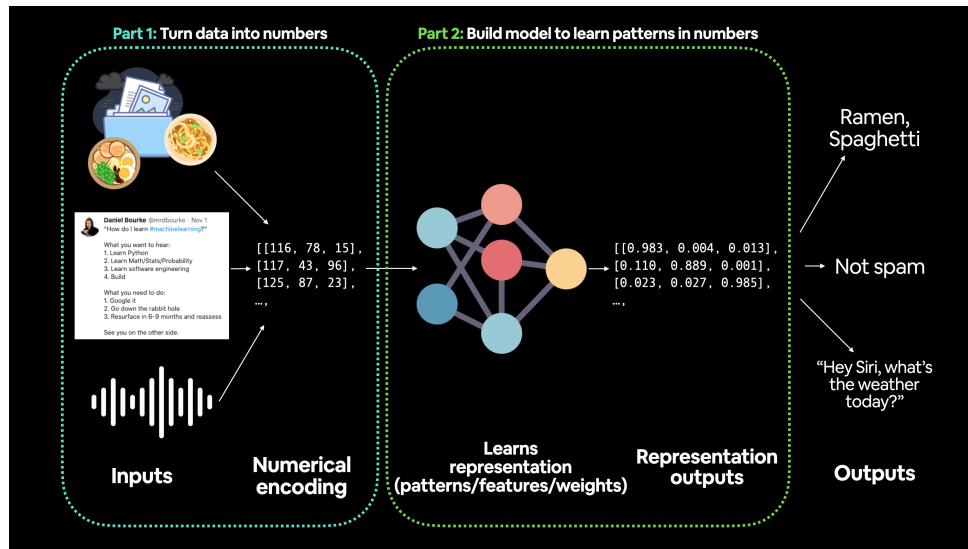 Part 1: Turn data into numbers
Part 2: Build model to learn patterns in numbers
Daniel Bourke @mrdbourke · Nov 1
“How do I learn #machinelearning?”
What you want to hear:
1. Learn Python
2. Learn Math/Stats/Probability
3. Learn software engineering
4. Build
What you need to do:
1. Google it
2. Go down the rabbit hole
3. Resurface in 6-9 months and reassess
See you on the other side.
Inputs
[[116, 78, 15],
[117, 43, 96],
[125, 87, 23],
…,
Numerical
encoding
Learns
representation
(patterns/features/weights)
[[0.983, 0.004, 0.013],
[0.110, 0.889, 0.001],
[0.023, 0.027, 0.985],
…,
Representation
outputs
Ramen,
Spaghetti
Not spam
“Hey Siri, what’s
the weather
today?”
Outputs